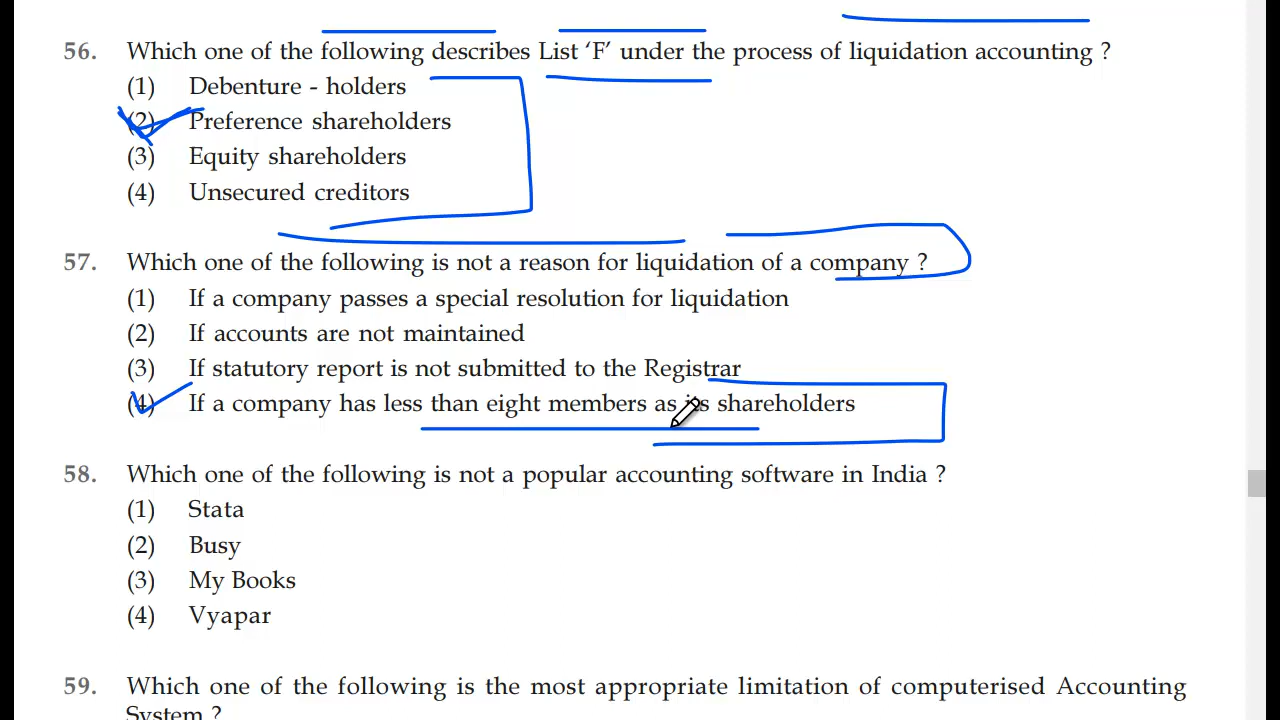 56. Which one of the following describes List ‘F’ under the process of liquidation accounting ?
(1) Debenture - holders
(2) Preference shareholders
(3) Equity shareholders
(4) Unsecured creditors
57. Which one of the following is not a reason for liquidation of a company ?
(1) If a company passes a special resolution for liquidation
(2) If accounts are not maintained
(3) If statutory report is not submitted to the Registrar
(4) If a company has less than eight members as its shareholders
58. Which one of the following is not a popular accounting software in India ?
(1) Stata
(2) Busy
(3) My Books
(4) Vyapar
59. Which one of the following is the most appropriate limitation of computerised Accounting
System ?